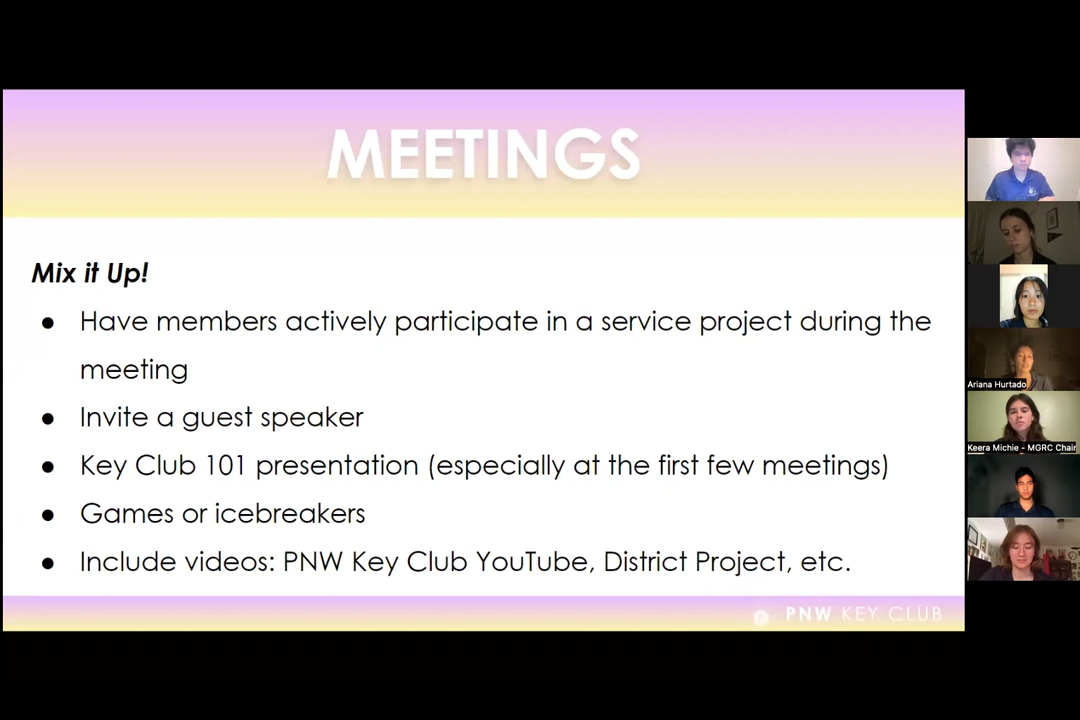 MEETINGS
Mix it Up!
● Have members actively participate in a service project during the
meeting
● Invite a guest speaker
● Key Club 101 presentation (especially at the first few meetings)
● Games or icebreakers
● Include videos: PNW Key Club YouTube, District Project, etc.
PNW KEY CLUB
Ariana Hurtado
Keera Michie - MGRC Chair